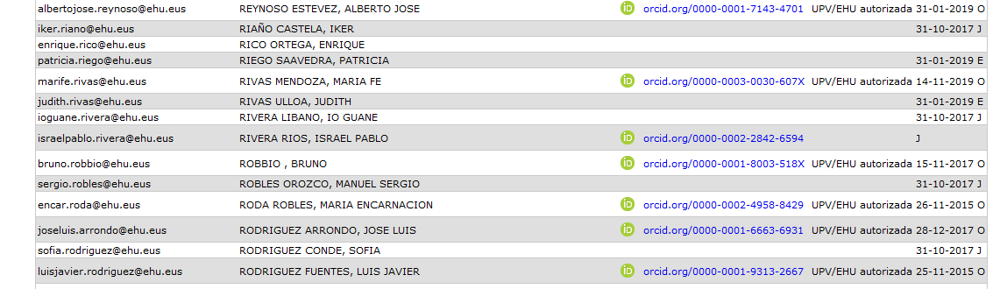 albertojose.reynoso@ehu.eus REYNOSO ESTEVEZ, ALBERTO JOSE iD orcid.org/0000-0001-7143-4701 UPV/EHU autorizada 31-01-2019 O
iker.riano@ehu.eus RIAÑO CASTELA, IKER 31-10-2017 J
enrique.rico@ehu.eus RICO ORTEGA, ENRIQUE
patricia.riego@ehu.eus RIEGO SAAVEDRA, PATRICIA 31-01-2019 E
marife.rivas@ehu.eus RIVAS MENDOZA, MARIA FE iD orcid.org/0000-0003-0030-607X UPV/EHU autorizada 14-11-2019 O
judith.rivas@ehu.eus RIVAS ULLOA, JUDITH 31-01-2019 E
ioguane.rivera@ehu.eus RIVERA LIBANO, IO GUANE 31-10-2017 J
israelpablo.rivera@ehu.eus RIVERA RIOS, ISRAEL PABLO iD orcid.org/0000-0002-2842-6594 J
bruno.robbio@ehu.eus ROBBIO , BRUNO iD orcid.org/0000-0001-8003-518X UPV/EHU autorizada 15-11-2017 O
sergio.robles@ehu.eus ROBLES OROZCO, MANUEL SERGIO 31-10-2017 J
encar.roda@ehu.eus RODA ROBLES, MARIA ENCARNACION iD orcid.org/0000-0002-4958-8429 UPV/EHU autorizada 26-11-2015 O
joseluis.arrondo@ehu.eus RODRIGUEZ ARRONDO, JOSE LUIS iD orcid.org/0000-0001-6663-6931 UPV/EHU autorizada 28-12-2017 O
sofia.rodriguez@ehu.eus RODRIGUEZ CONDE, SOFIA 31-10-2017 J
luisjavier.rodriguez@ehu.eus RODRIGUEZ FUENTES, LUIS JAVIER iD orcid.org/0000-0001-9313-2667 UPV/EHU autorizada 25-11-2015 O